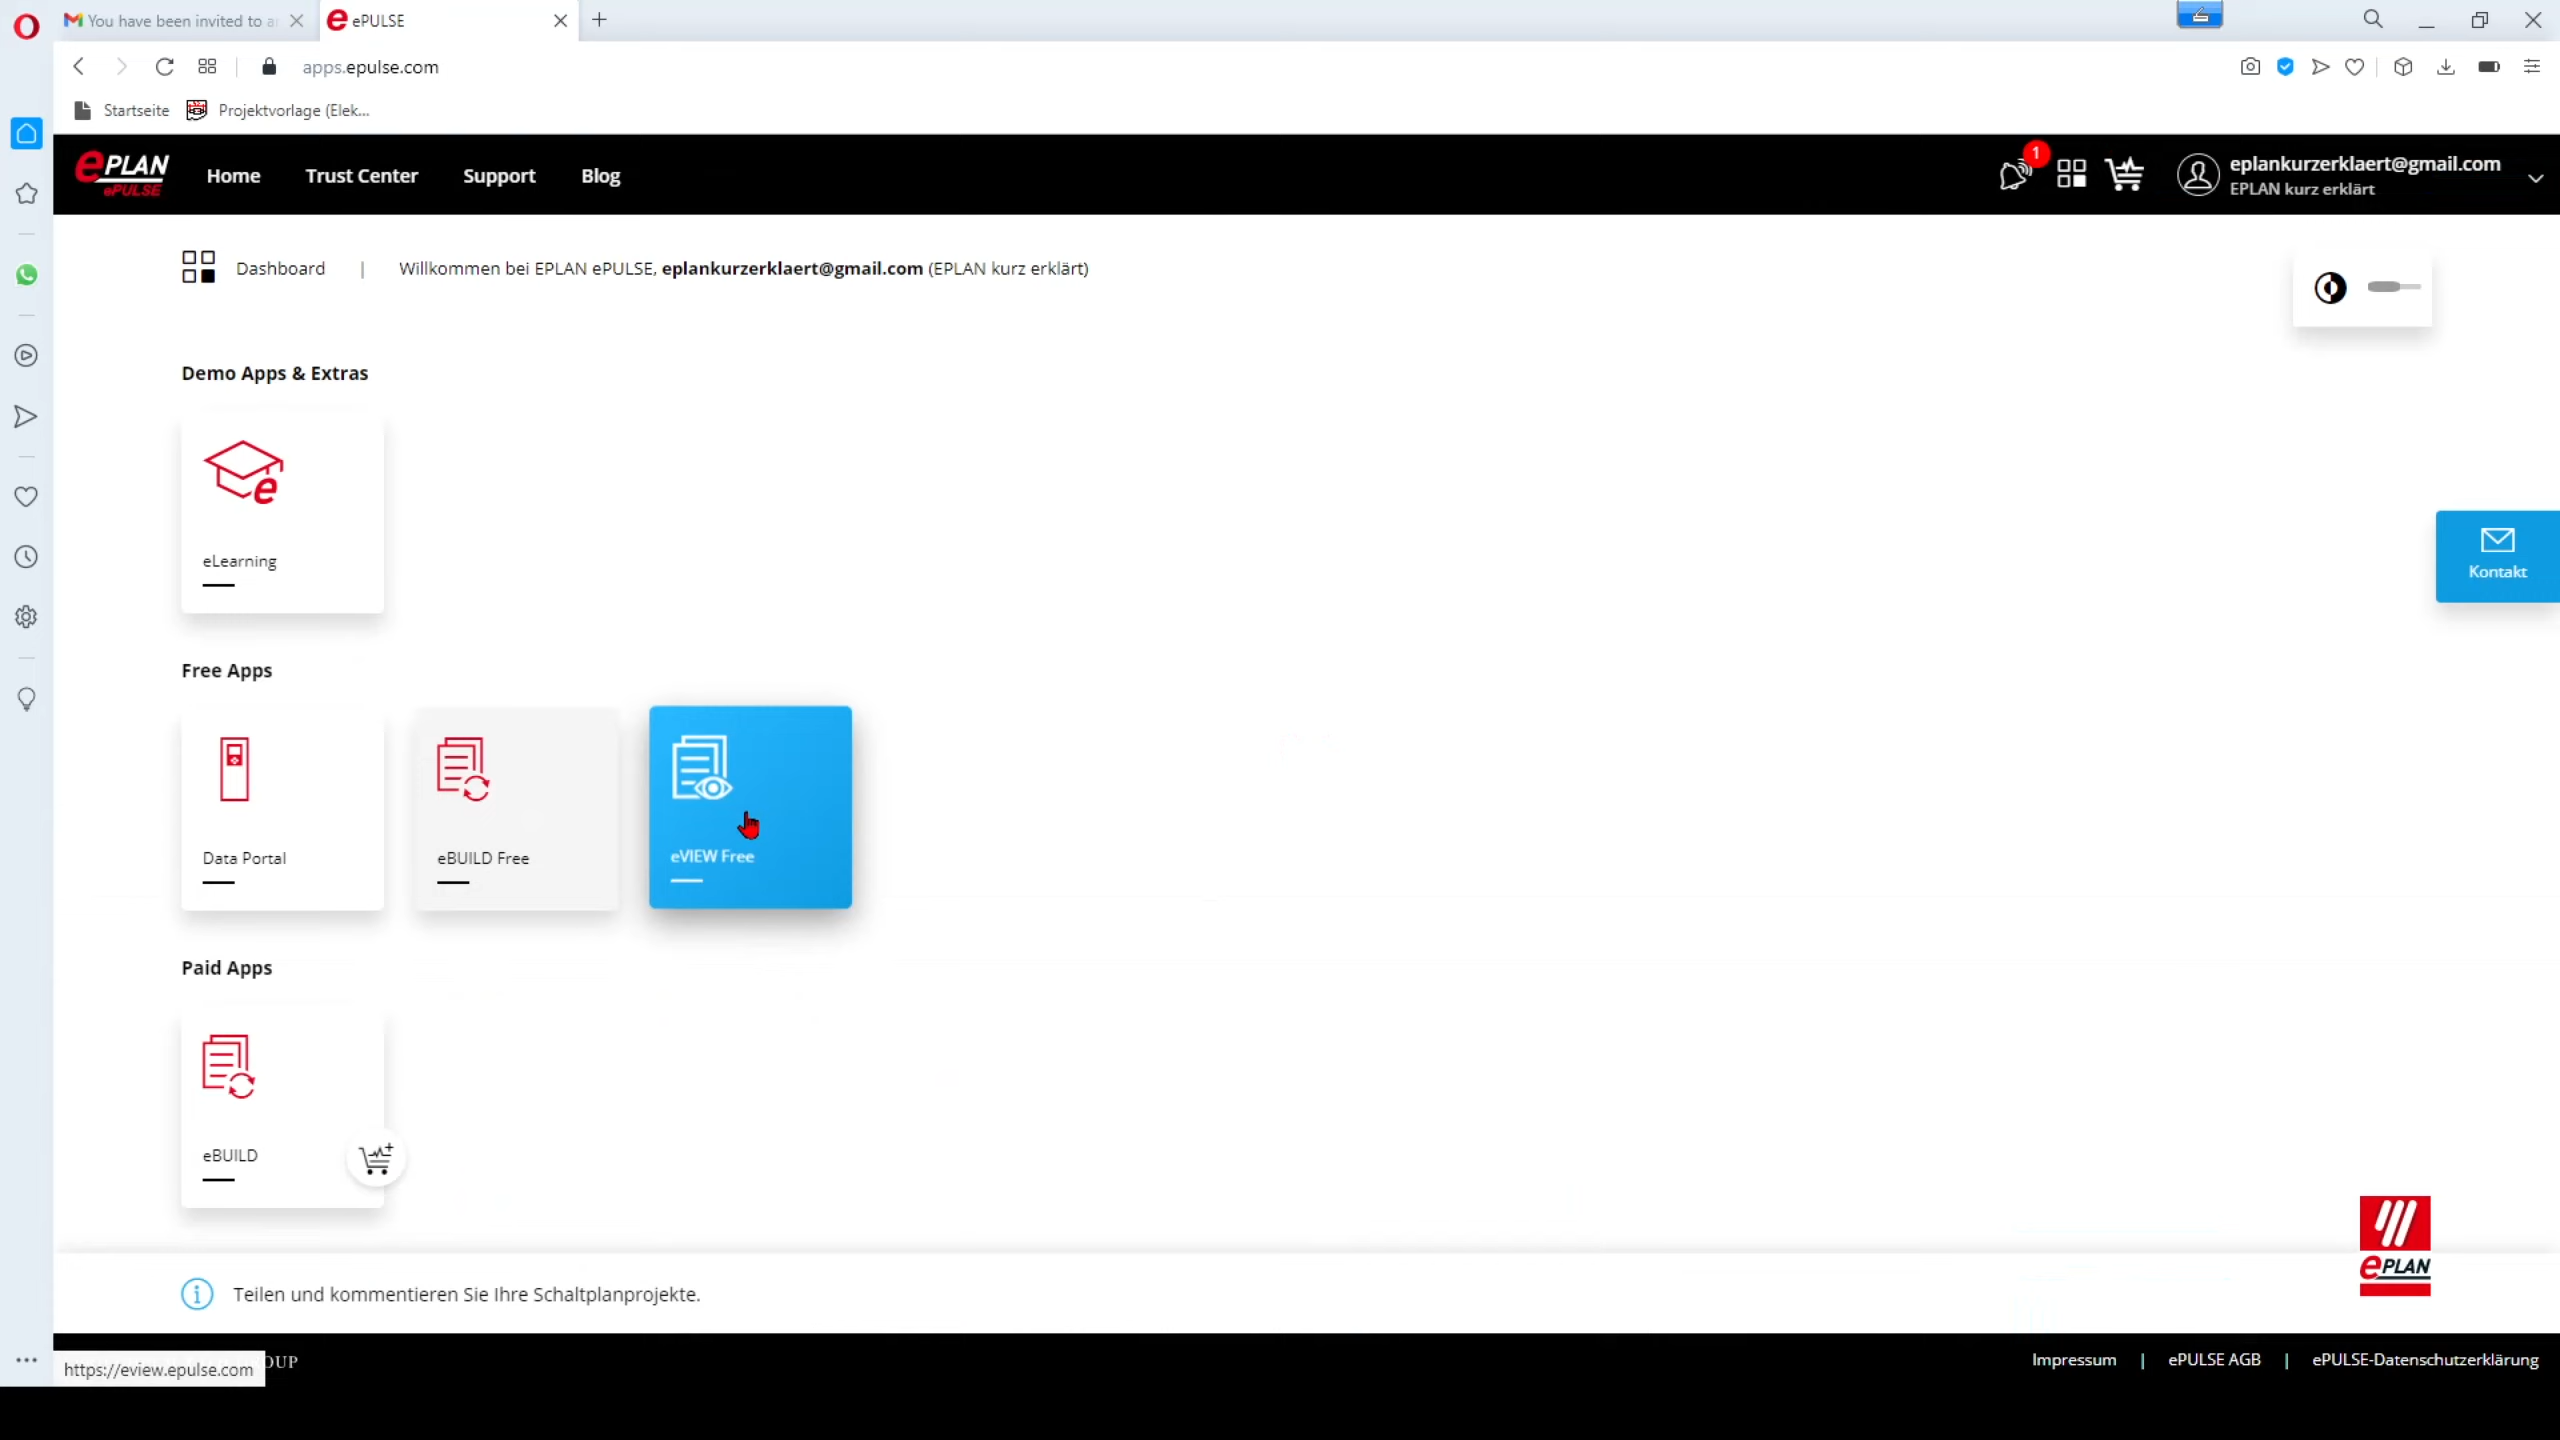 You have been invited to a
ePULSE
apps.epulse.com
Startseite
Projektvorlage (Elek...
ePLAN
ePULSE
Home
Trust Center
Support
Blog
1
eplankurzerklaert@gmail.com
EPLAN kurz erklärt
Dashboard | Willkommen bei EPLAN ePULSE, eplankurzerklaert@gmail.com (EPLAN kurz erklärt)
Demo Apps & Extras
eLearning
Kontakt
Free Apps
Data Portal
eBUILD Free
eVIEW Free
Paid Apps
eBUILD
ePLAN
Teilen und kommentieren Sie Ihre Schaltplanprojekte.
https://eview.epulse.com
OUP
Impressum | ePULSE AGB | ePULSE-Datenschutzerklärung